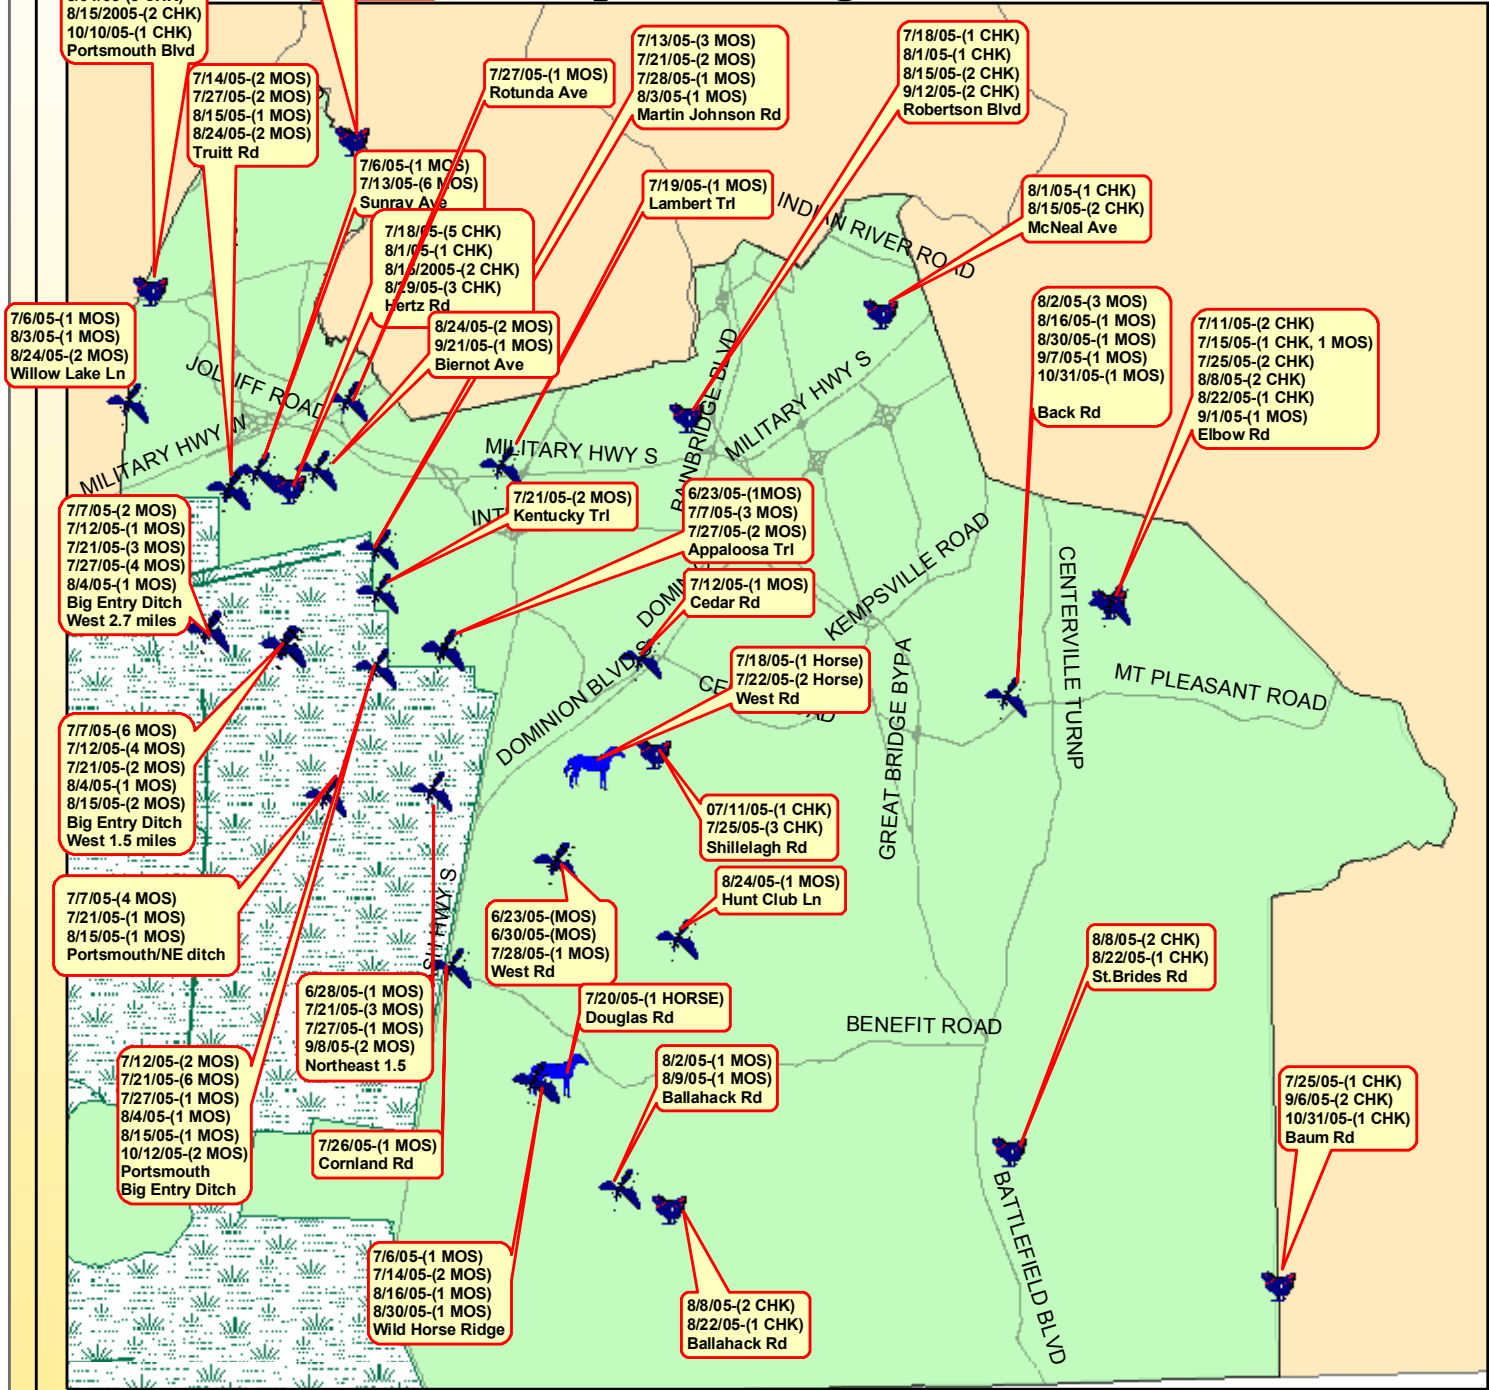 8/15/2005-(2 CHK)
10/10/05-(1 CHK)
Portsmouth Blvd
7/14/05-(2 MOS)
7/27/05-(2 MOS)
8/15/05-(1 MOS)
8/24/05-(2 MOS)
Truitt Rd
7/27/05-(1 MOS)
Rotunda Ave
7/13/05-(3 MOS)
7/21/05-(2 MOS)
7/28/05-(1 MOS)
8/3/05-(1 MOS)
Martin Johnson Rd
7/18/05-(1 CHK)
8/1/05-(1 CHK)
8/15/05-(2 CHK)
9/12/05-(2 CHK)
Robertson Blvd
7/6/05-(1 MOS)
7/13/05-(6 MOS)
Sunray Ave
7/19/05-(1 MOS)
Lambert Trl
8/1/05-(1 CHK)
8/15/05-(2 CHK)
McNeal Ave
INDIAN RIVER ROAD
7/18/05-(5 CHK)
8/1/05-(1 CHK)
8/15/2005-(2 CHK)
8/29/05-(3 CHK)
Hertz Rd
7/6/05-(1 MOS)
8/3/05-(1 MOS)
8/24/05-(2 MOS)
Willow Lake Ln
8/24/05-(2 MOS)
9/21/05-(1 MOS)
Biernot Ave
8/2/05-(3 MOS)
8/16/05-(1 MOS)
8/30/05-(1 MOS)
9/7/05-(1 MOS)
10/31/05-(1 MOS)
Back Rd
7/11/05-(2 CHK)
7/15/05-(1 CHK, 1 MOS)
7/25/05-(2 CHK)
8/8/05-(2 CHK)
8/22/05-(1 CHK)
9/1/05-(1 MOS)
Elbow Rd
JOLLIFF ROAD
MILITARY HWY W
MILITARY HWY S
BAINBRIDGE BLVD
MILITARY HWY S
7/7/05-(2 MOS)
7/12/05-(1 MOS)
7/21/05-(3 MOS)
7/27/05-(4 MOS)
8/4/05-(1 MOS)
Big Entry Ditch
West 2.7 miles
INT
7/21/05-(2 MOS)
Kentucky Trl
6/23/05-(1MOS)
7/7/05-(3 MOS)
7/27/05-(2 MOS)
Appaloosa Trl
7/12/05-(1 MOS)
Cedar Rd
KEMPSVILLE ROAD
CENTERVILLE TURNP
DOMIN
DOMINION BLVD S
CE
AD
7/18/05-(1 Horse)
7/22/05-(2 Horse)
West Rd
GREAT BRIDGE BYPA
MT PLEASANT ROAD
7/7/05-(6 MOS)
7/12/05-(4 MOS)
7/21/05-(2 MOS)
8/4/05-(1 MOS)
8/15/05-(2 MOS)
Big Entry Ditch
West 1.5 miles
07/11/05-(1 CHK)
7/25/05-(3 CHK)
Shillelagh Rd
7/7/05-(4 MOS)
7/21/05-(1 MOS)
8/15/05-(1 MOS)
Portsmouth/NE ditch
HWY S
6/23/05-(MOS)
6/30/05-(MOS)
7/28/05-(1 MOS)
West Rd
8/24/05-(1 MOS)
Hunt Club Ln
8/8/05-(2 CHK)
8/22/05-(1 CHK)
St.Brides Rd
6/28/05-(1 MOS)
7/21/05-(3 MOS)
7/27/05-(1 MOS)
9/8/05-(2 MOS)
Northeast 1.5
7/20/05-(1 HORSE)
Douglas Rd
BENEFIT ROAD
7/12/05-(2 MOS)
7/21/05-(6 MOS)
7/27/05-(1 MOS)
8/4/05-(1 MOS)
8/15/05-(1 MOS)
10/12/05-(2 MOS)
Portsmouth
Big Entry Ditch
8/2/05-(1 MOS)
8/9/05-(1 MOS)
Ballahack Rd
7/25/05-(1 CHK)
9/6/05-(2 CHK)
10/31/05-(1 CHK)
Baum Rd
7/26/05-(1 MOS)
Cornland Rd
BATTLEFIELD BLVD
7/6/05-(1 MOS)
7/14/05-(2 MOS)
8/16/05-(1 MOS)
8/30/05-(1 MOS)
Wild Horse Ridge
8/8/05-(2 CHK)
8/22/05-(1 CHK)
Ballahack Rd